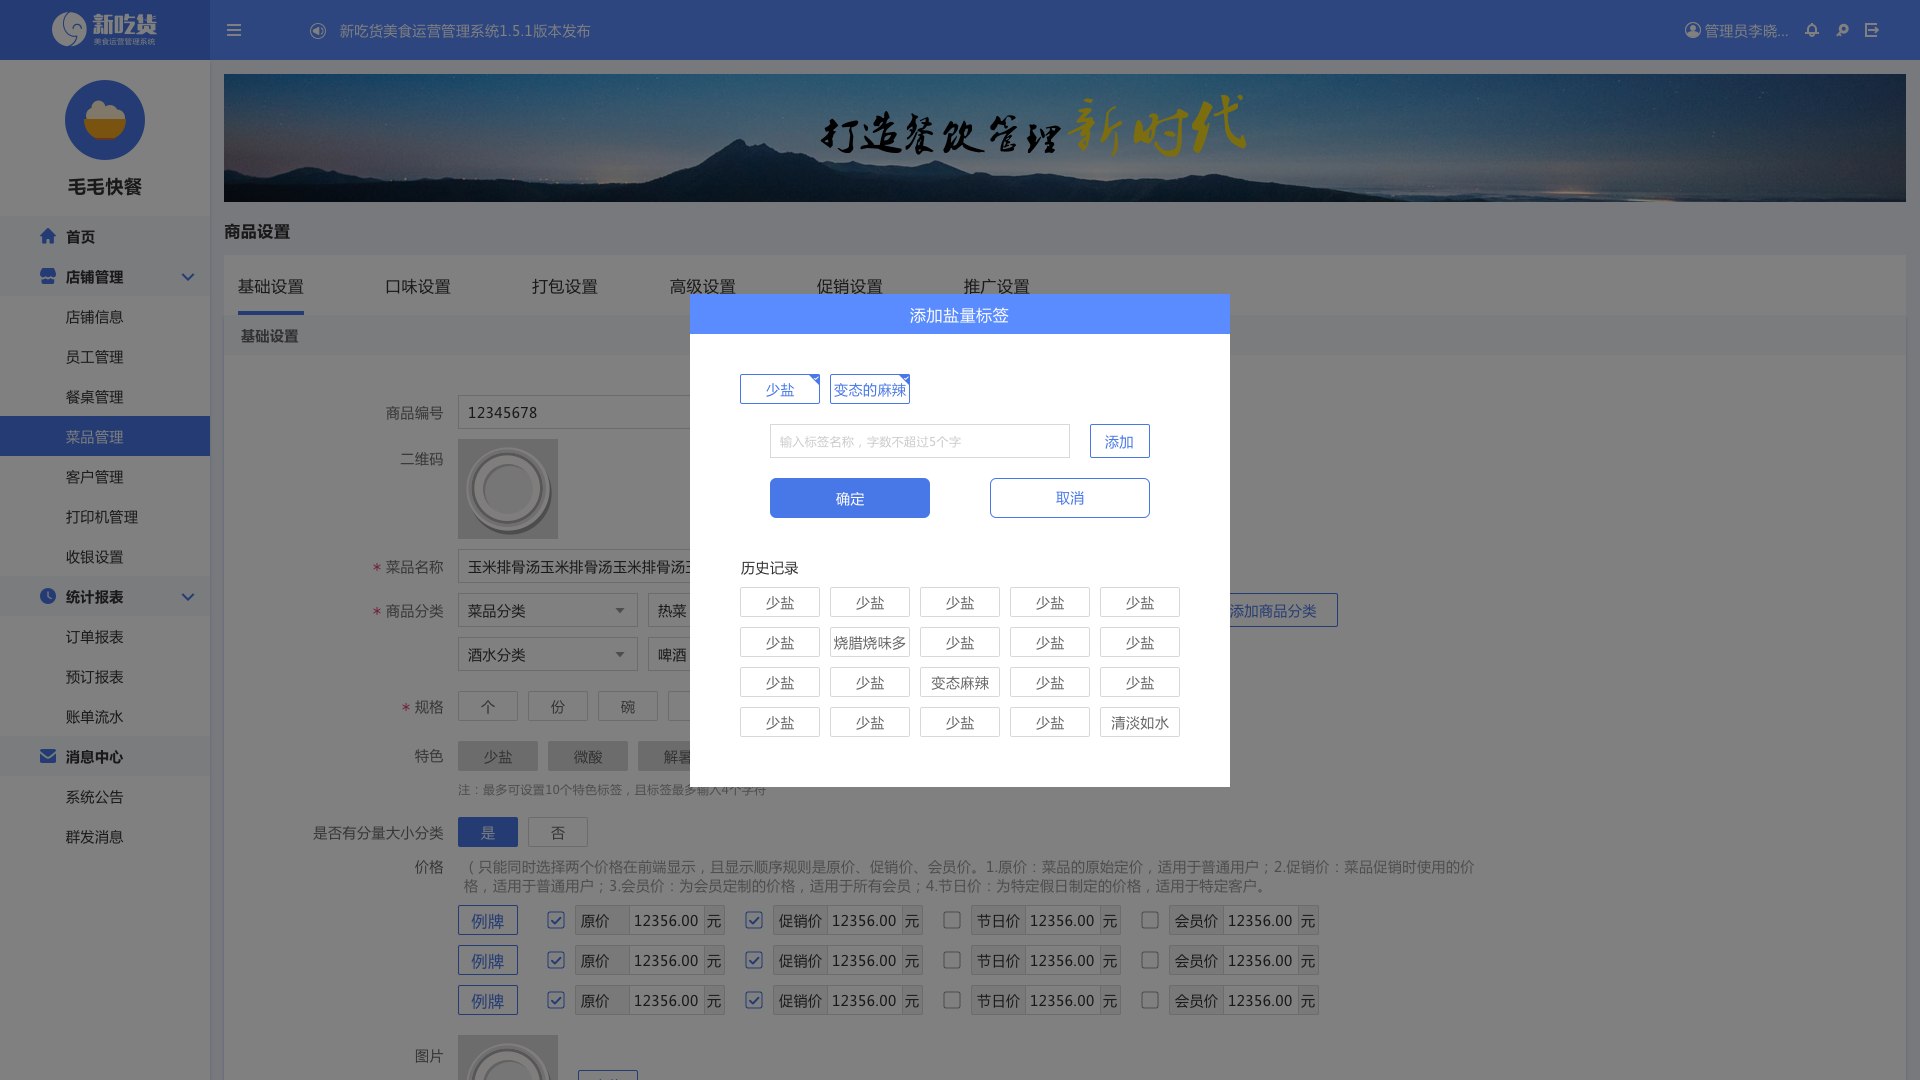 新吃货
美食运营管理系统
新吃货美食运营管理系统1.5.1版本发布
管理员李晓...
毛毛快餐
首页
店铺管理
店铺信息
员工管理
餐桌管理
菜品管理
客户管理
打印机管理
收银设置
统计报表
订单报表
预订报表
账单流水
消息中心
系统公告
群发消息
打造餐饮管理新时代
商品设置
基础设置 口味设置 打包设置 高级设置 促销设置 推广设置
基础设置
商品编号 12345678
二维码
* 菜品名称 玉米排骨汤玉米排骨汤玉米排骨汤
* 商品分类 菜品分类 热菜 添加商品分类
酒水分类 啤酒
* 规格 个 份 碗
特色 少盐 微酸 解暑
注：最多可设置10个特色标签，且标签最多输入4个字符
是否有分量大小分类 是 否
价格 （只能同时选择两个价格在前端显示，且显示顺序规则是原价、促销价、会员价。1.原价：菜品的原始定价，适用于普通用户；2.促销价：菜品促销时使用的价
格，适用于普通用户；3.会员价：为会员定制的价格，适用于所有会员；4.节日价：为特定假日制定的价格，适用于特定客户。
例牌 原价 12356.00 元 促销价 12356.00 元 节日价 12356.00 元 会员价 12356.00 元
例牌 原价 12356.00 元 促销价 12356.00 元 节日价 12356.00 元 会员价 12356.00 元
例牌 原价 12356.00 元 促销价 12356.00 元 节日价 12356.00 元 会员价 12356.00 元
图片
添加盐量标签
少盐 变态的麻辣
输入标签名称，字数不超过5个字 添加
确定 取消
历史记录
少盐 少盐 少盐 少盐 少盐
少盐 烧腊烧味多 少盐 少盐 少盐
少盐 少盐 变态麻辣 少盐 少盐
少盐 少盐 少盐 少盐 清淡如水